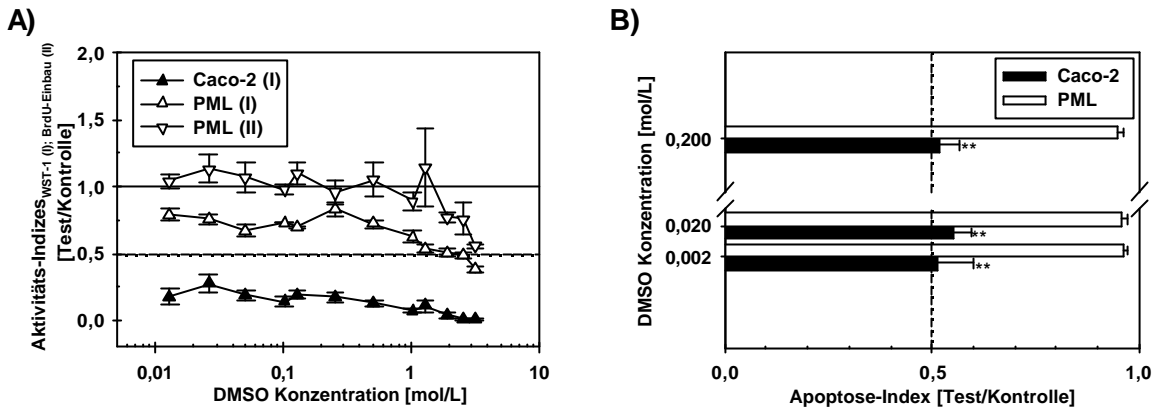 A)
Aktivitäts-Indizes WST-1 (I); BrdU-Einbau (II)
[Test/Kontrolle]
2,0
1,5
1,0
0,5
0,0
Caco-2 (I)
PML (I)
PML (II)
0,01
0,1
1
10
DMSO Konzentration [mol/L]
B)
DMSO Konzentration [mol/L]
0,200
0,020
0,002
Caco-2
PML
**
**
**
0,0
0,5
1,0
Apoptose-Index [Test/Kontrolle]